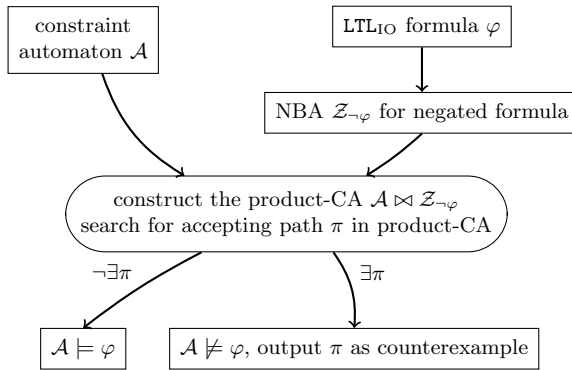 constraint
automaton 𝒜
LTL_IO formula φ
NBA 𝒵_¬φ for negated formula
construct the product-CA 𝒜 ⋈ 𝒵_¬φ
search for accepting path π in product-CA
¬∃π
∃π
𝒜 ⊨ φ
𝒜 ⊭ φ, output π as counterexample